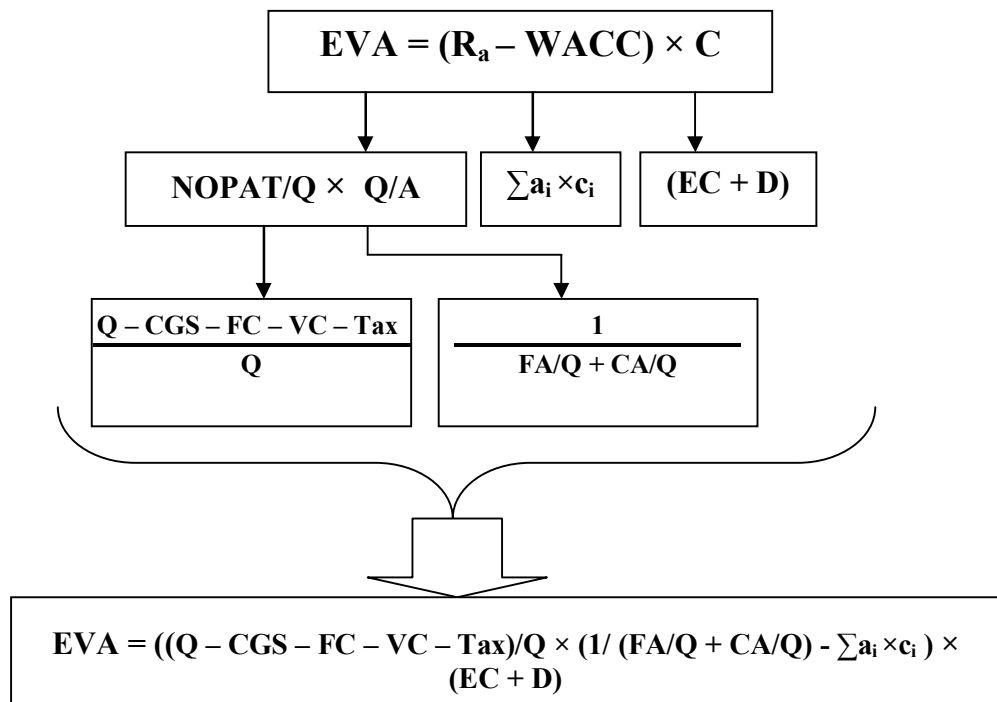 EVA = (Rₐ – WACC) × C
NOPAT/Q × Q/A
∑aᵢ ×cᵢ
(EC + D)
Q – CGS – FC – VC – Tax
Q
1
FA/Q + CA/Q
EVA = ((Q – CGS – FC – VC – Tax)/Q × (1/ (FA/Q + CA/Q) - ∑aᵢ ×cᵢ ) ×
(EC + D)